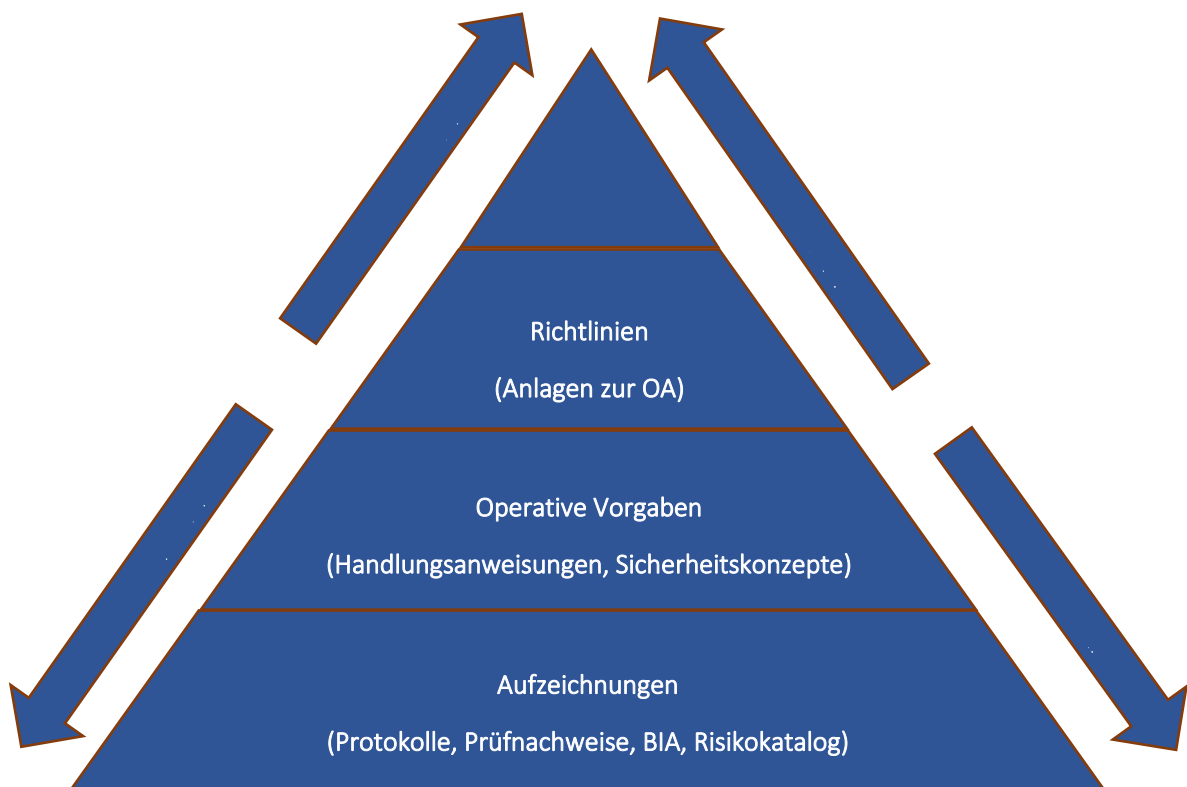 Richtlinien
(Anlagen zur OA)
Operative Vorgaben
(Handlungsanweisungen, Sicherheitskonzepte)
Aufzeichnungen
(Protokolle, Prüfnachweise, BIA, Risikokatalog)